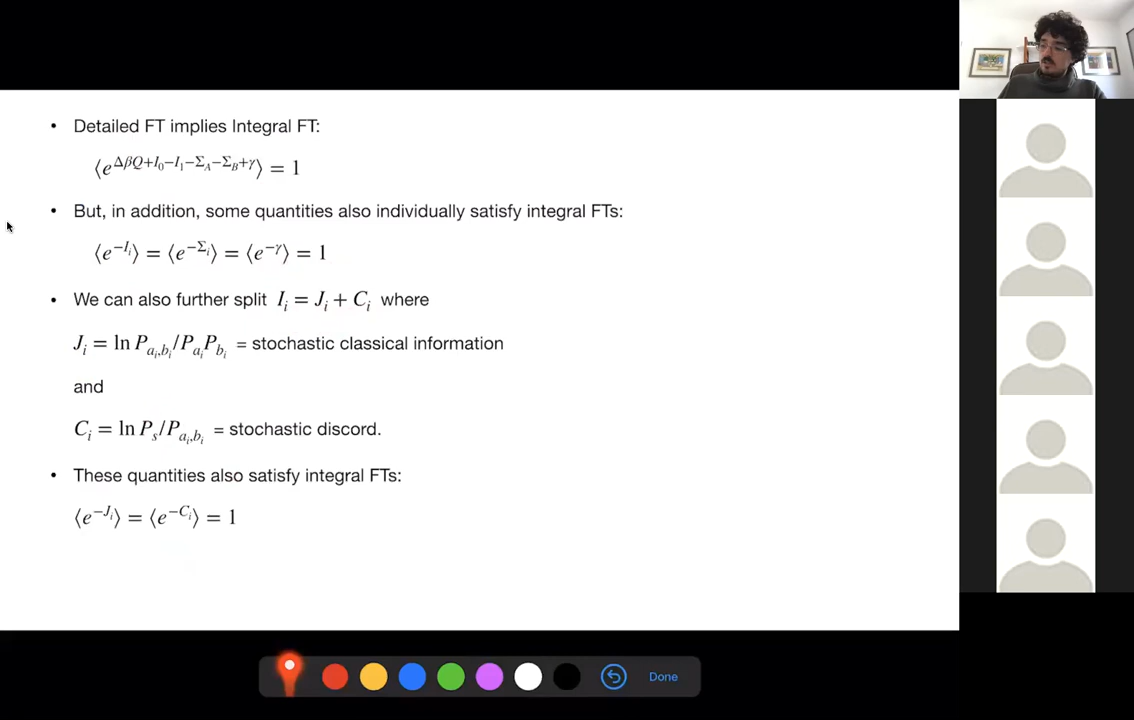 • Detailed FT implies Integral FT:
⟨e^{ΔβQ+I₀−I₁−Σ_A−Σ_B+γ}⟩ = 1
• But, in addition, some quantities also individually satisfy integral FTs:
⟨e^{−I_i}⟩ = ⟨e^{−Σ_i}⟩ = ⟨e^{−γ}⟩ = 1
• We can also further split I_i = J_i + C_i where
J_i = ln P_{a_i,b_i}/P_{a_i}P_{b_i} = stochastic classical information
and
C_i = ln P_s/P_{a_i,b_i} = stochastic discord.
• These quantities also satisfy integral FTs:
⟨e^{−J_i}⟩ = ⟨e^{−C_i}⟩ = 1
Done